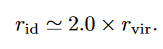 r_id ≃ 2.0 × r_vir.